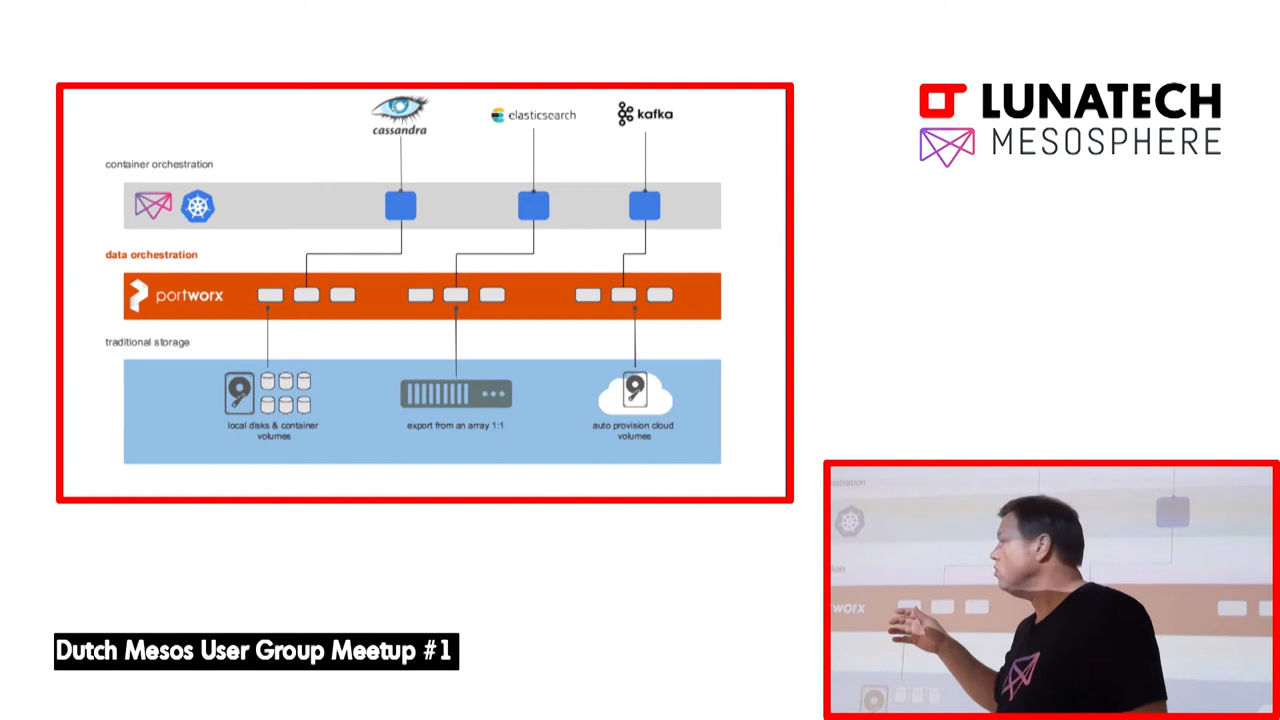 LUNATECH
MESOSPHERE
cassandra
elasticsearch
kafka
container orchestration
data orchestration
portworx
traditional storage
local disks & container
volumes
export from an array 1:1
auto provision cloud
volumes
Dutch Mesos User Group Meetup #1